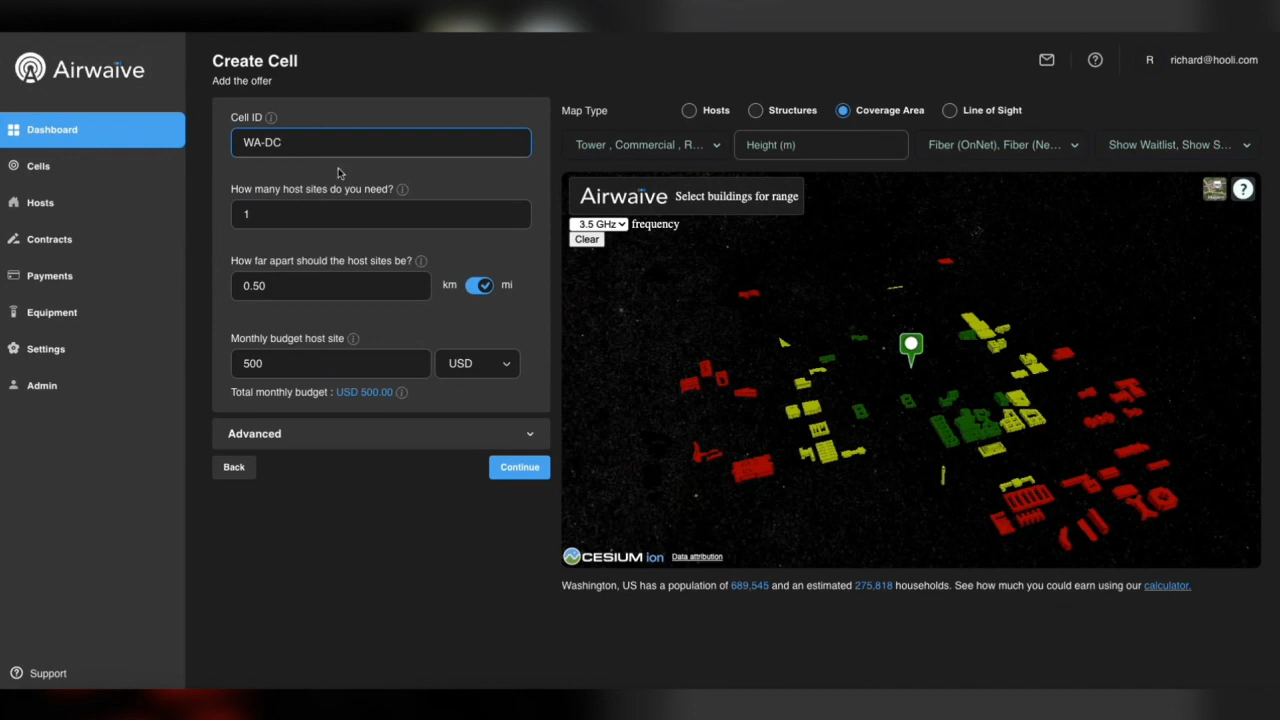 Airwaive
Dashboard
Cells
Hosts
Contracts
Payments
Equipment
Settings
Admin
Support
Create Cell
Add the offer
Cell ID
WA-DC
How many host sites do you need?
1
How far apart should the host sites be?
0.50 km mi
Monthly budget host site
500 USD
Total monthly budget : USD 500.00
Advanced
Back Continue
R richard@hooli.com
Map Type Hosts Structures Coverage Area Line of Sight
Tower , Commercial , R... Height (m) Fiber (OnNet), Fiber (Ne... Show Waitlist, Show S...
Airwaive Select buildings for range
3.5 GHz frequency
Clear
CESIUM ion Data attribution
Washington, US has a population of 689,545 and an estimated 275,818 households. See how much you could earn using our calculator.